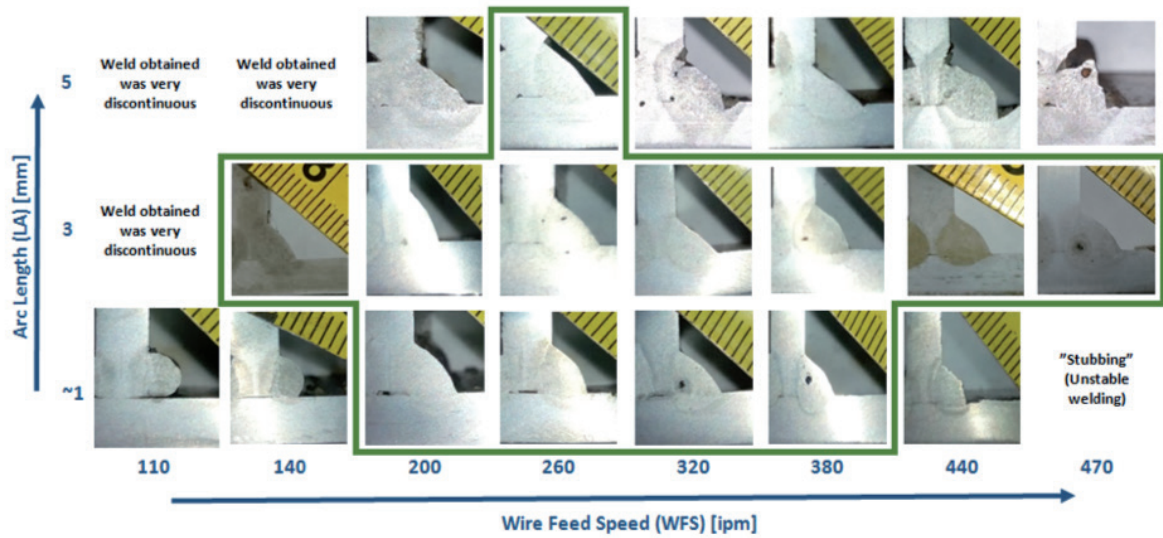 Weld obtained
was very
discontinuous
Weld obtained
was very
discontinuous
5
Arc Length (LA) [mm]
3
Weld obtained
was very
discontinuous
8
~1
"Stubbing"
(Unstable
welding)
110 140 200 260 320 380 440 470
Wire Feed Speed (WFS) [ipm]